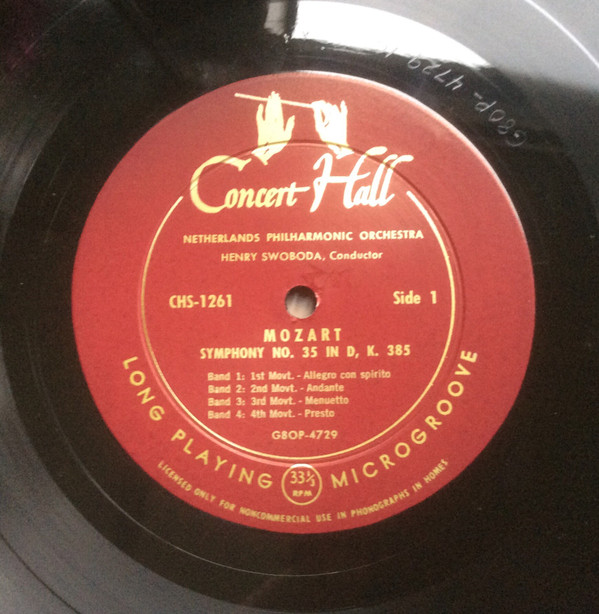 G8OP-4729
Concert Hall
NETHERLANDS PHILHARMONIC ORCHESTRA
HENRY SWOBODA, Conductor
CHS-1261
Side 1
MOZART
SYMPHONY NO. 35 IN D, K. 385
Band 1: 1st Movt. - Allegro con spirito
Band 2: 2nd Movt. - Andante
Band 3: 3rd Movt. - Menuetto
Band 4: 4th Movt. - Presto
G8OP-4729
LONG PLAYING MICROGROOVE
33⅓
RPM
LICENSED ONLY FOR NONCOMMERCIAL USE IN PHONOGRAPHS IN HOMES